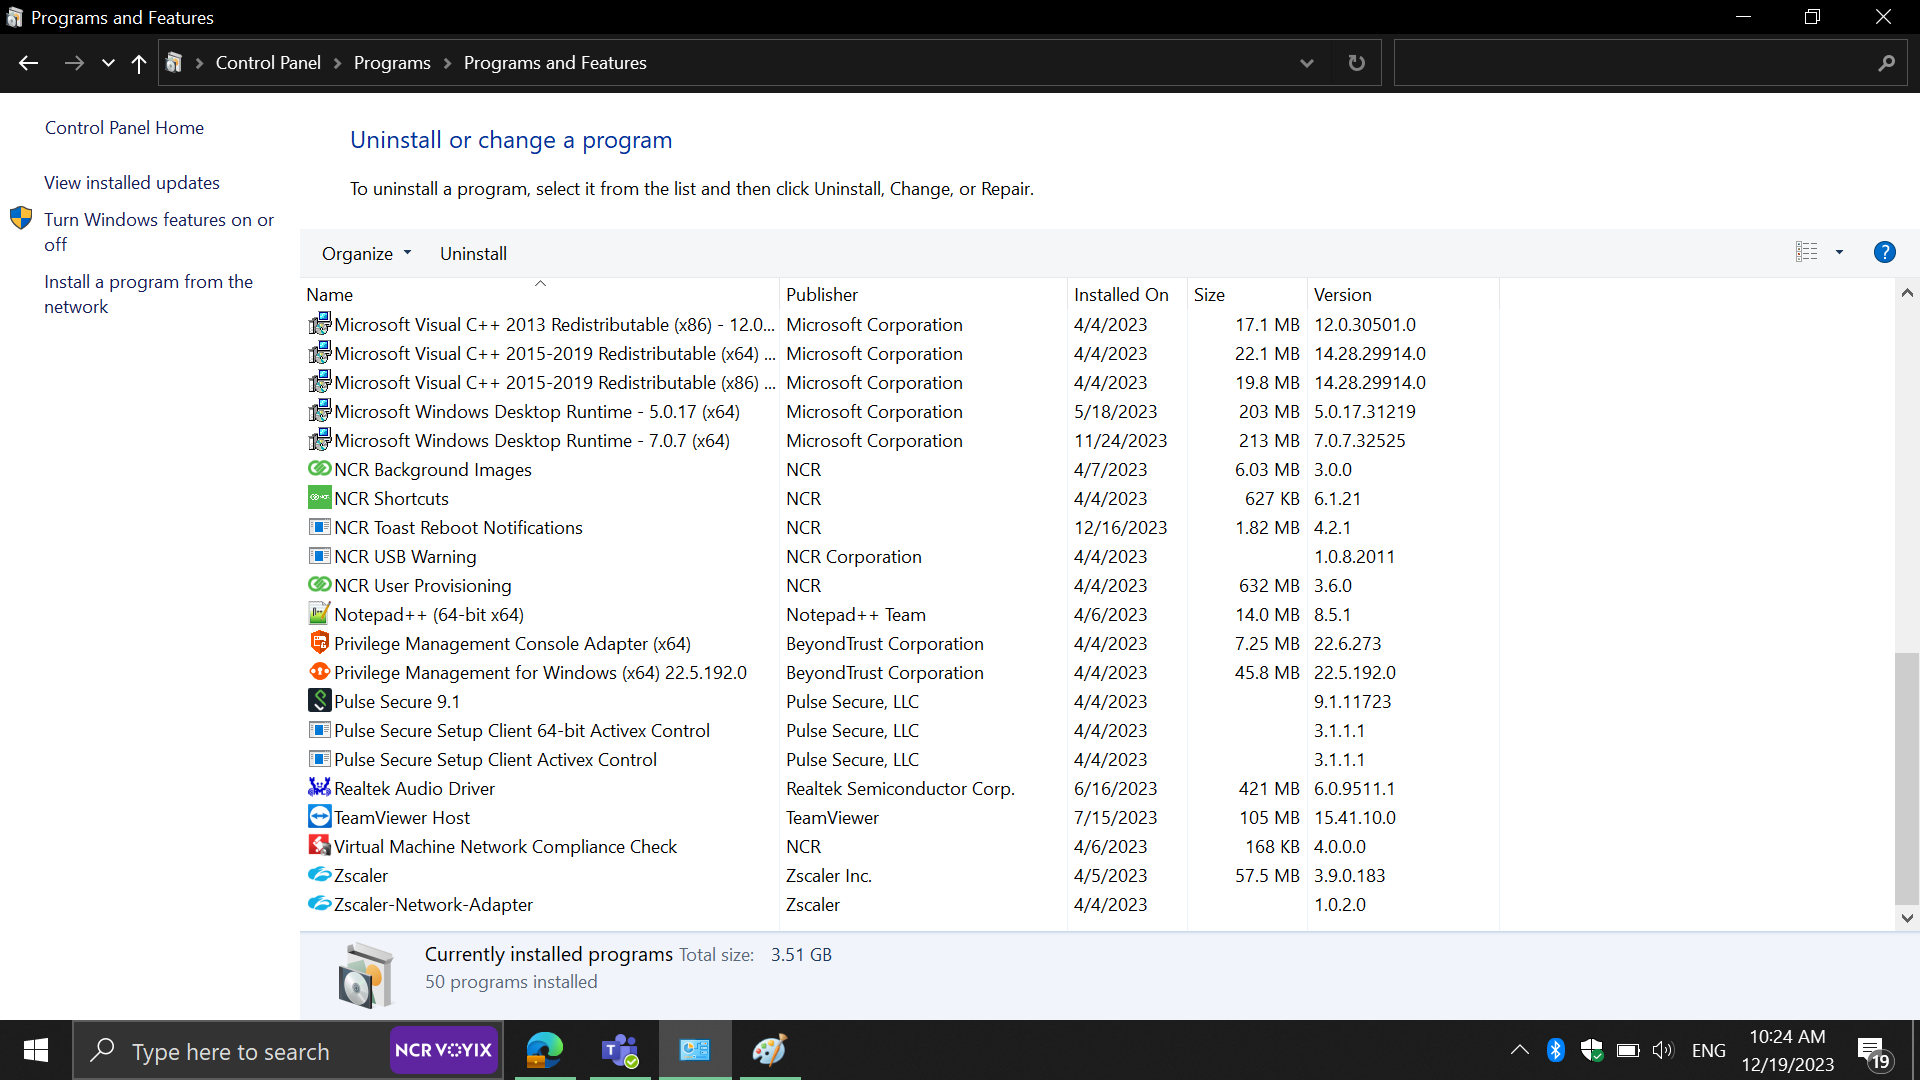 Programs and Features
Control Panel Programs Programs and Features
Control Panel Home
View installed updates
Turn Windows features on or
off
Install a program from the
network
Uninstall or change a program
To uninstall a program, select it from the list and then click Uninstall, Change, or Repair.
Organize Uninstall
Name Publisher Installed On Size Version
Microsoft Visual C++ 2013 Redistributable (x86) - 12.0... Microsoft Corporation 4/4/2023 17.1 MB 12.0.30501.0
Microsoft Visual C++ 2015-2019 Redistributable (x64) ... Microsoft Corporation 4/4/2023 22.1 MB 14.28.29914.0
Microsoft Visual C++ 2015-2019 Redistributable (x86) ... Microsoft Corporation 4/4/2023 19.8 MB 14.28.29914.0
Microsoft Windows Desktop Runtime - 5.0.17 (x64) Microsoft Corporation 5/18/2023 203 MB 5.0.17.31219
Microsoft Windows Desktop Runtime - 7.0.7 (x64) Microsoft Corporation 11/24/2023 213 MB 7.0.7.32525
NCR Background Images NCR 4/7/2023 6.03 MB 3.0.0
NCR Shortcuts NCR 4/4/2023 627 KB 6.1.21
NCR Toast Reboot Notifications NCR 12/16/2023 1.82 MB 4.2.1
NCR USB Warning NCR Corporation 4/4/2023 1.0.8.2011
NCR User Provisioning NCR 4/4/2023 632 MB 3.6.0
Notepad++ (64-bit x64) Notepad++ Team 4/6/2023 14.0 MB 8.5.1
Privilege Management Console Adapter (x64) BeyondTrust Corporation 4/4/2023 7.25 MB 22.6.273
Privilege Management for Windows (x64) 22.5.192.0 BeyondTrust Corporation 4/4/2023 45.8 MB 22.5.192.0
Pulse Secure 9.1 Pulse Secure, LLC 4/4/2023 9.1.11723
Pulse Secure Setup Client 64-bit Activex Control Pulse Secure, LLC 4/4/2023 3.1.1.1
Pulse Secure Setup Client Activex Control Pulse Secure, LLC 4/4/2023 3.1.1.1
Realtek Audio Driver Realtek Semiconductor Corp. 6/16/2023 421 MB 6.0.9511.1
TeamViewer Host TeamViewer 7/15/2023 105 MB 15.41.10.0
Virtual Machine Network Compliance Check NCR 4/6/2023 168 KB 4.0.0.0
Zscaler Zscaler Inc. 4/5/2023 57.5 MB 3.9.0.183
Zscaler-Network-Adapter Zscaler 4/4/2023 1.0.2.0
Currently installed programs Total size: 3.51 GB
50 programs installed
Type here to search NCR VOYIX ENG 10:24 AM
12/19/2023 19